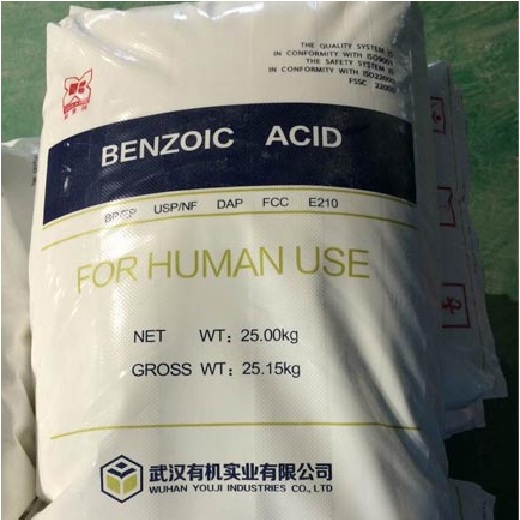 THE QUALITY SYSTEM IS
IN CONFORMITY WITH ISO9001
THE SAFETY SYSTEM IS
IN CONFORMITY WITH ISO22000
FSSC 22000
BENZOIC ACID
USP/NF DAP FCC E210
FOR HUMAN USE
NET WT: 25.00kg
GROSS WT: 25.15kg
武汉有机实业有限公司
WUHAN YOUJI INDUSTRIES CO., LTD